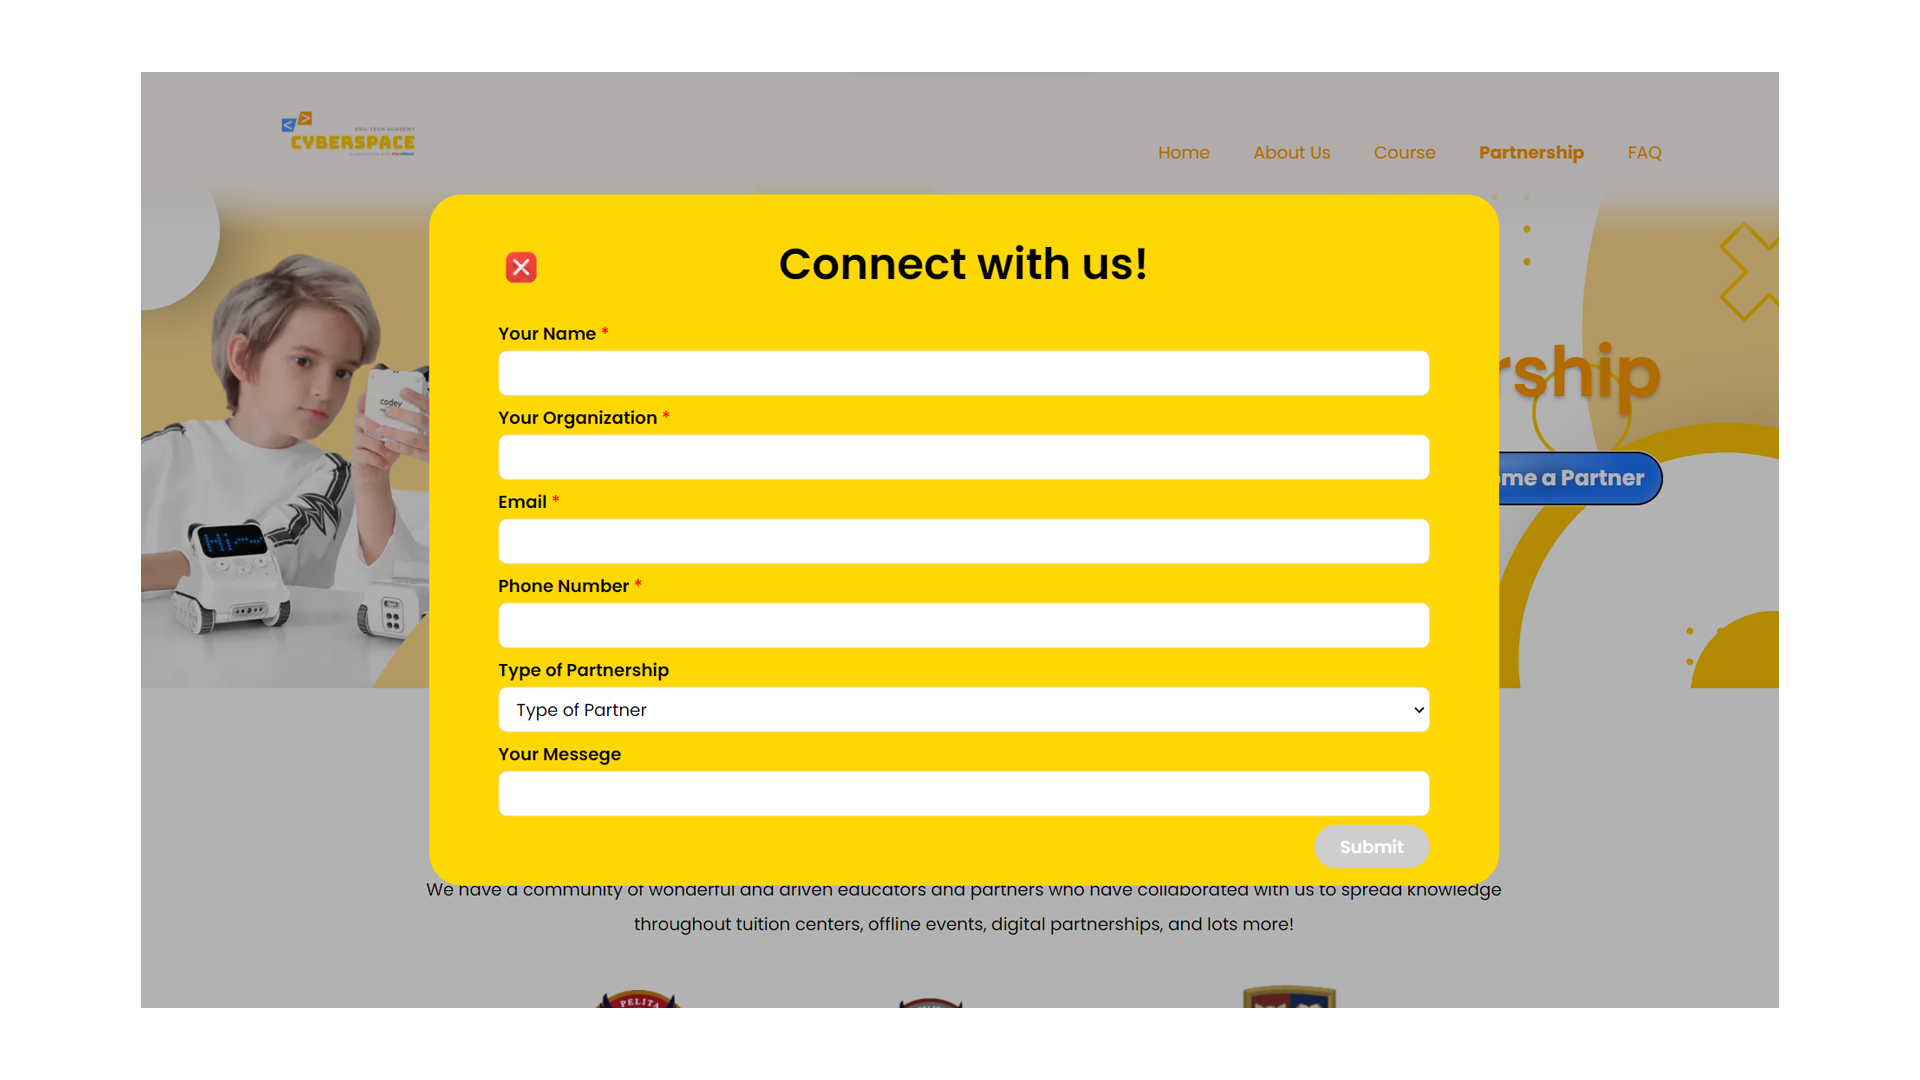 EDU-TECH ACADEMY
CYBERSPACE
Home
About Us
Course
Partnership
FAQ
Connect with us!
Your Name *
Your Organization *
Email *
Phone Number *
Type of Partnership
Type of Partner
Your Messege
Submit
codey
Hi
rship
ome a Partner
We have a community of wonderful and driven educators and partners who have collaborated with us to spread knowledge
throughout tuition centers, offline events, digital partnerships, and lots more!
PELITA